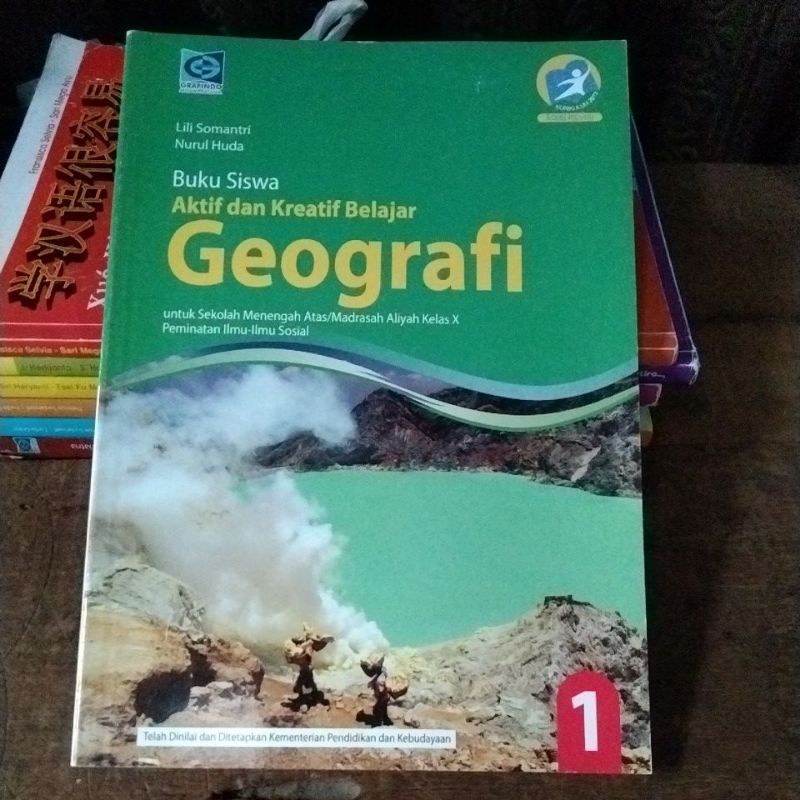 GRAFINDO
Lili Somantri
Nurul Huda
Buku Siswa
Aktif dan Kreatif Belajar
Geografi
untuk Sekolah Menengah Atas/Madrasah Aliyah Kelas X
Peminatan Ilmu-Ilmu Sosial
Telah Dinilai dan Ditetapkan Kementerian Pendidikan dan Kebudayaan
1
学汉语很容易